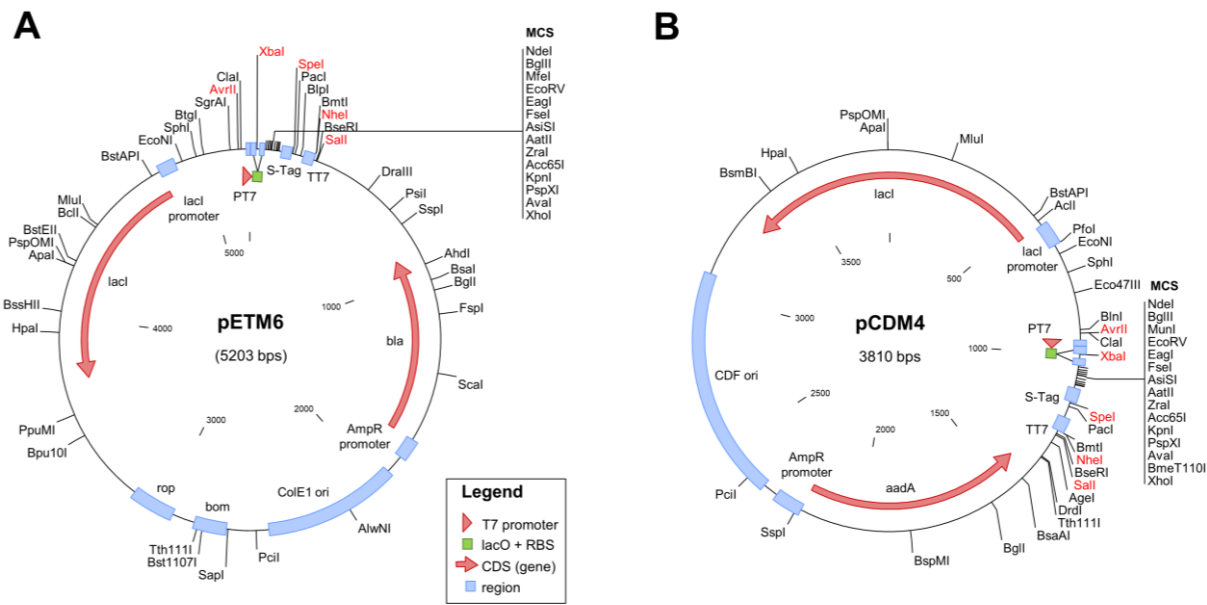 A
XbaI
SpeI
ClaI
PacI
AvrII
BlpI
SgrAI
BmtI
BtgI
NheI
SphI
BseRI
EcoNI
SalI
BstAPI
S-Tag
TT7
DraIII
PT7
PsiI
SspI
MCS
NdeI
BglII
MfeI
EcoRV
EagI
FseI
AsiSI
AatII
ZraI
Acc65I
KpnI
PspXI
AvaI
XhoI
MluI
BclI
BstEII
PspOMI
ApaI
BssHII
HpaI
PpuMI
Bpu10I
lacI
promoter
lacI
5000
4000
3000
2000
1000
pETM6
(5203 bps)
AhdI
BsaI
BglI
FspI
bla
ScaI
AmpR
promoter
ColE1 ori
AlwNI
rop
bom
Tth111I
Bst1107I
SapI
PciI
Legend
T7 promoter
lacO + RBS
CDS (gene)
region
B
PspOMI
ApaI
MluI
HpaI
BsmBI
lacI
BstAPI
AclI
PfoI
EcoNI
lacI
promoter
SphI
Eco47III
3500
500
3000
1000
2500
1500
2000
pCDM4
3810 bps
BlnI
PT7
AvrII
ClaI
XbaI
MCS
NdeI
BglII
MunI
EcoRV
EagI
FseI
AsiSI
AatII
ZraI
Acc65I
KpnI
PspXI
AvaI
BmeT110I
XhoI
S-Tag
SpeI
PacI
TT7
BmtI
NheI
BseRI
SalI
AgeI
DrdI
Tth111I
BsaAI
BglI
BspMI
aadA
AmpR
promoter
CDF ori
PciI
SspI